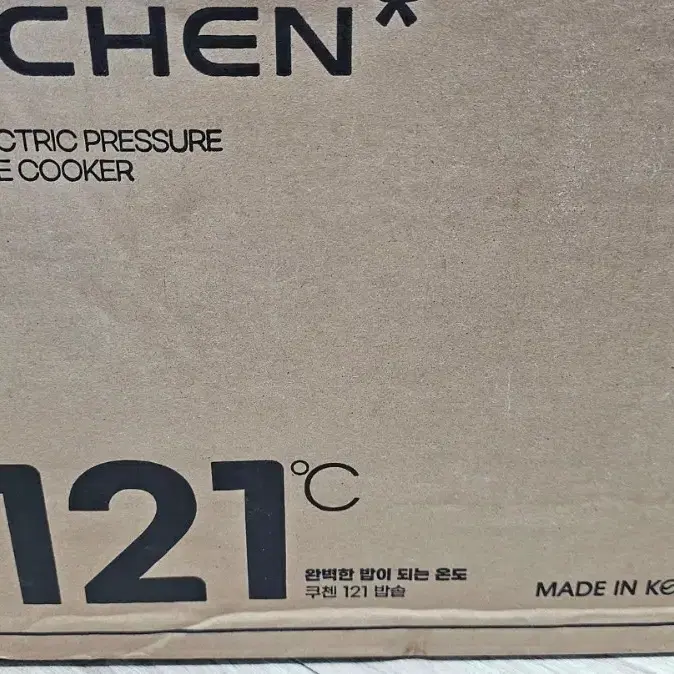 CHEN*
CTRIC PRESSURE
E COOKER
121°C
완벽한 밥이 되는 온도
쿠첸 121 밥솥
MADE IN KO